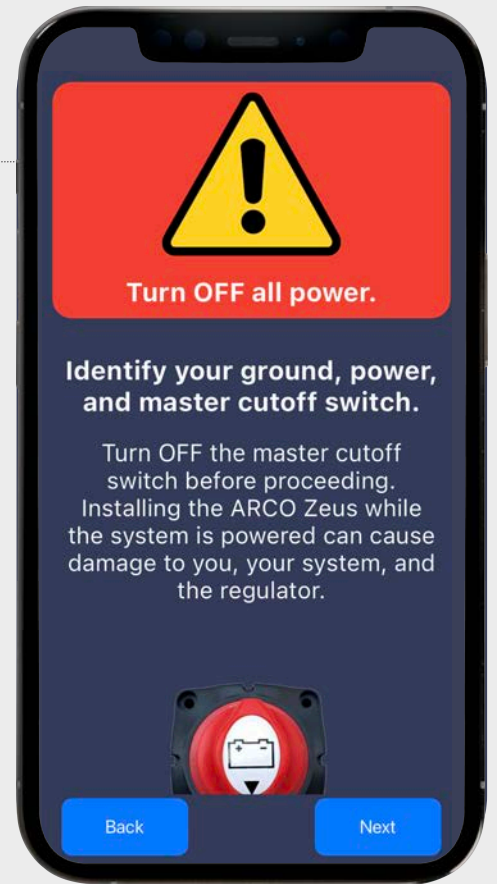 Turn OFF all power.
Identify your ground, power,
and master cutoff switch.
Turn OFF the master cutoff
switch before proceeding.
Installing the ARCO Zeus while
the system is powered can cause
damage to you, your system, and
the regulator.
Back
Next